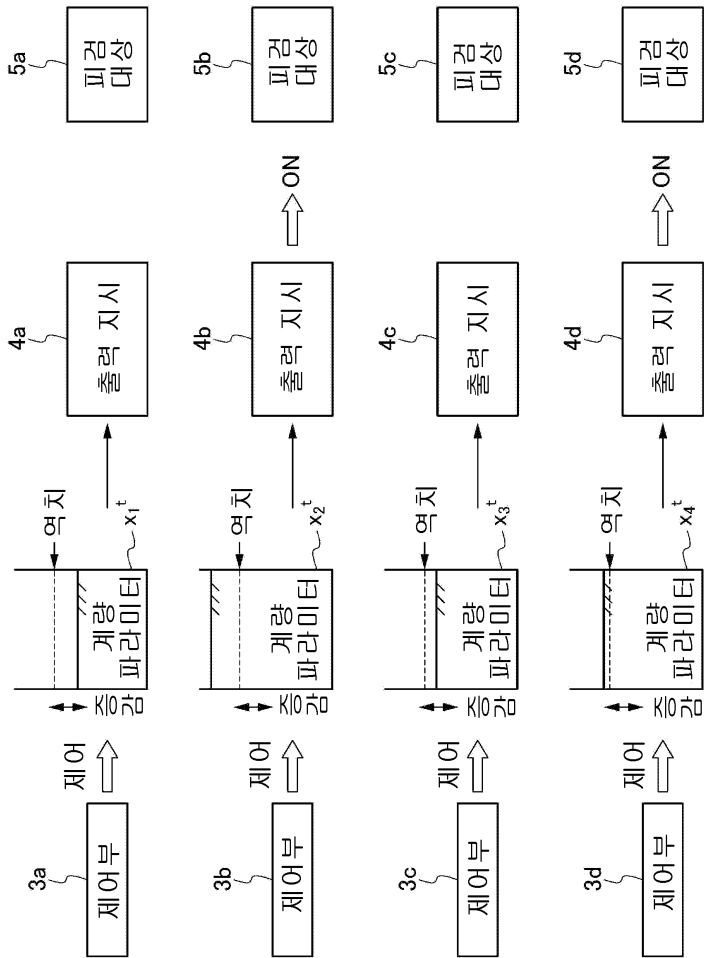 3a
제어부
제어
증
감
계량
파라미터
역치
x₁ᵗ
4a
출력 지시
5a
피검
대상
3b
제어부
제어
증
감
계량
파라미터
역치
x₂ᵗ
4b
출력 지시
ON
5b
피검
대상
3c
제어부
제어
증
감
계량
파라미터
역치
x₃ᵗ
4c
출력 지시
5c
피검
대상
3d
제어부
제어
증
감
계량
파라미터
역치
x₄ᵗ
4d
출력 지시
ON
5d
피검
대상